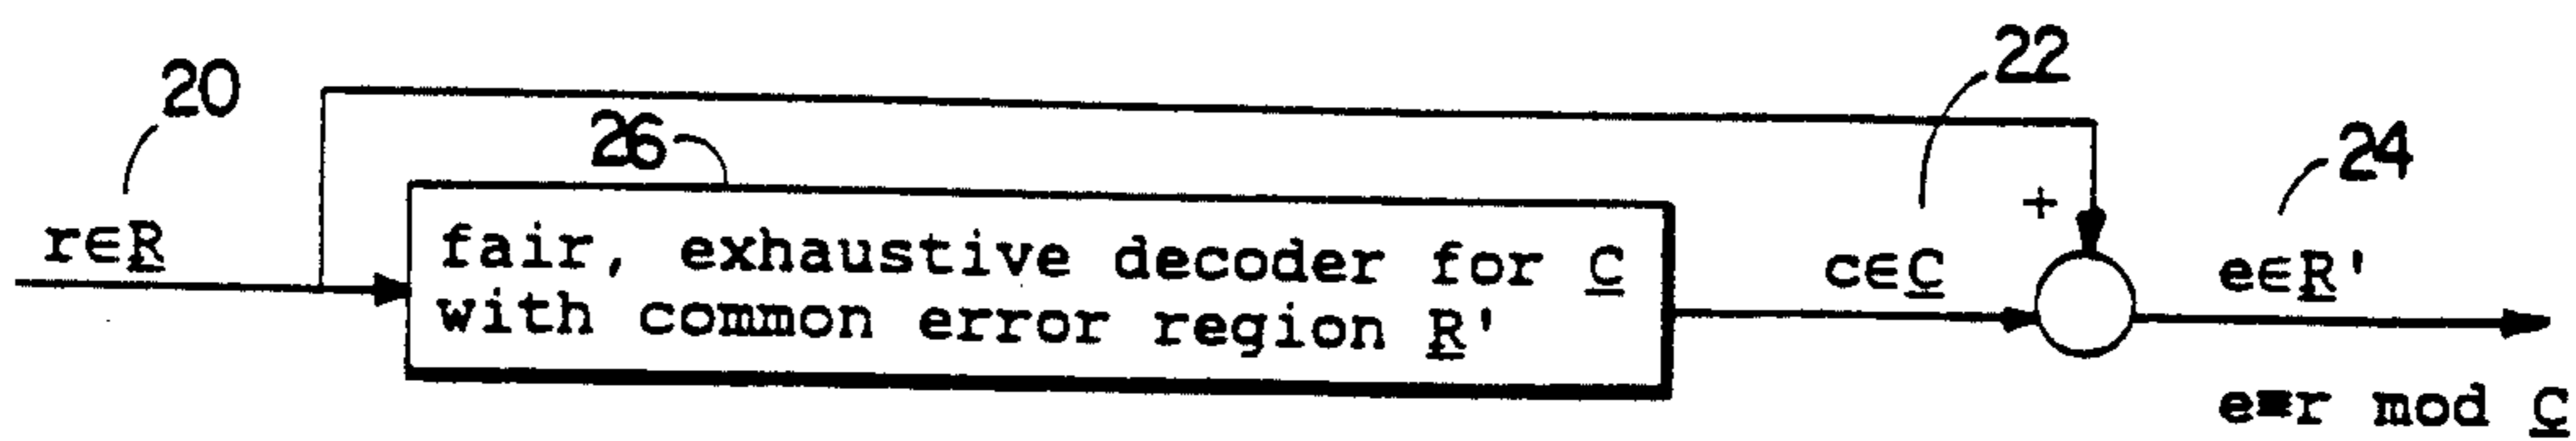 20
22
26
24
r∈R
fair, exhaustive decoder for C
with common error region R'
c∈C
+
e∈R'
e≡r mod C